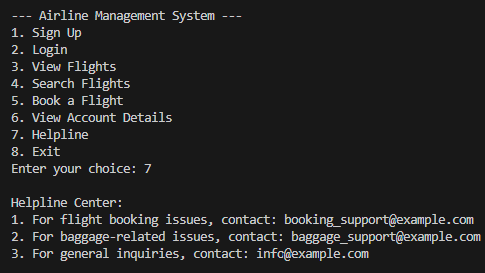 --- Airline Management System ---
1. Sign Up
2. Login
3. View Flights
4. Search Flights
5. Book a Flight
6. View Account Details
7. Helpline
8. Exit
Enter your choice: 7
Helpline Center:
1. For flight booking issues, contact: booking_support@example.com
2. For baggage-related issues, contact: baggage_support@example.com
3. For general inquiries, contact: info@example.com